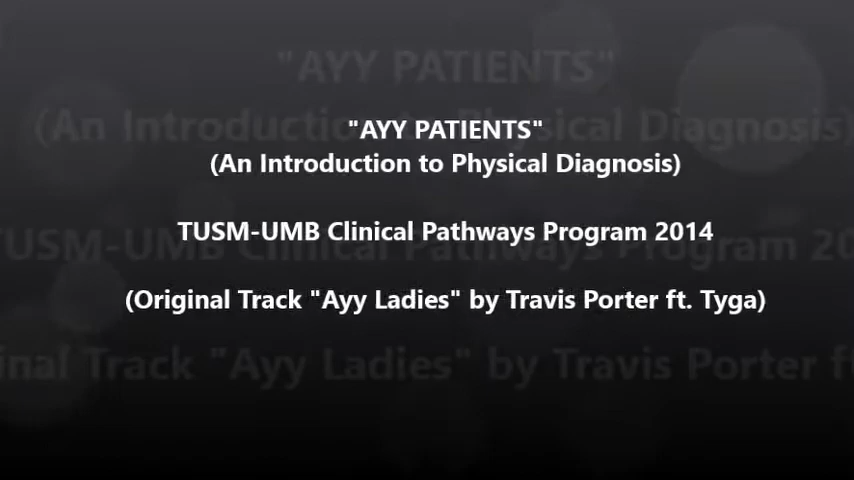 "AYY PATIENTS"
(An Introduction to Physical Diagnosis)
TUSM-UMB Clinical Pathways Program 2014
(Original Track "Ayy Ladies" by Travis Porter ft. Tyga)